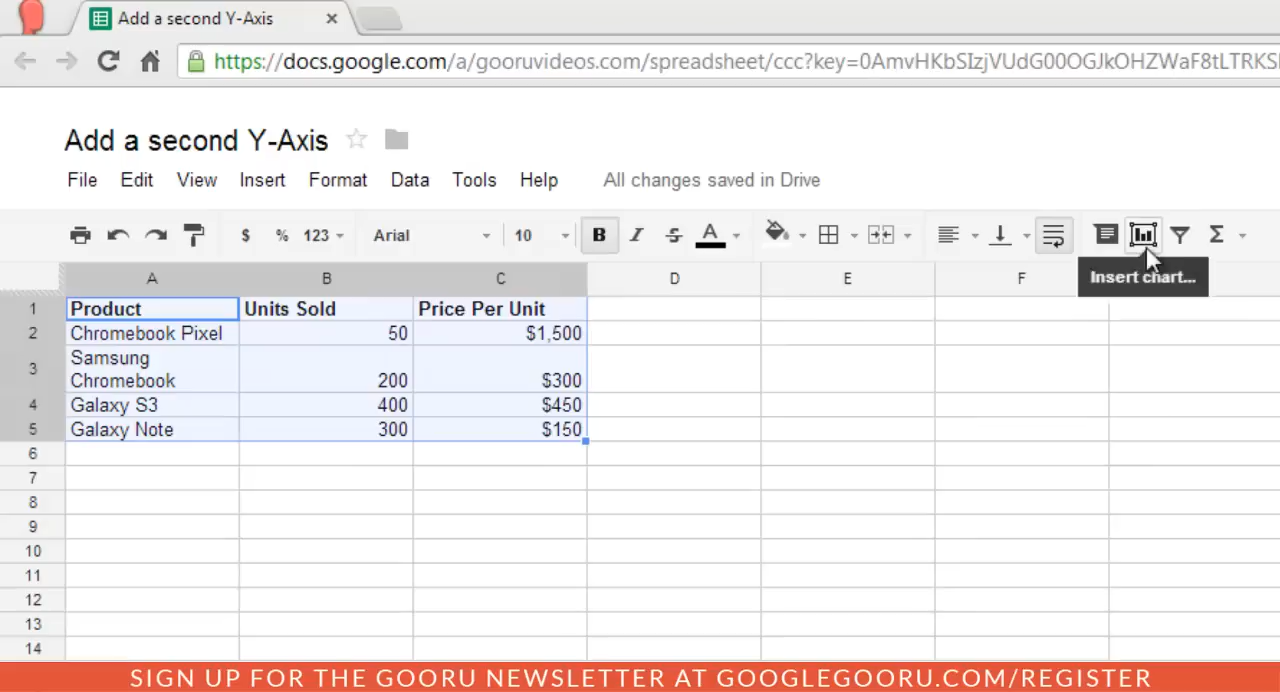 Add a second Y-Axis
https://docs.google.com/a/gooruvideos.com/spreadsheet/ccc?key=0AmvHKbSIzjVUdG00OGJkOHZWaF8tLTRKS
Add a second Y-Axis
File Edit View Insert Format Data Tools Help All changes saved in Drive
$ % 123 Arial 10 B I S A Σ
Insert chart...
A B C D E F
1 Product Units Sold Price Per Unit
2 Chromebook Pixel 50 $1,500
Samsung
3 Chromebook 200 $300
4 Galaxy S3 400 $450
5 Galaxy Note 300 $150
6
7
8
9
10
11
12
13
14
SIGN UP FOR THE GOORU NEWSLETTER AT GOOGLEGOORU.COM/REGISTER